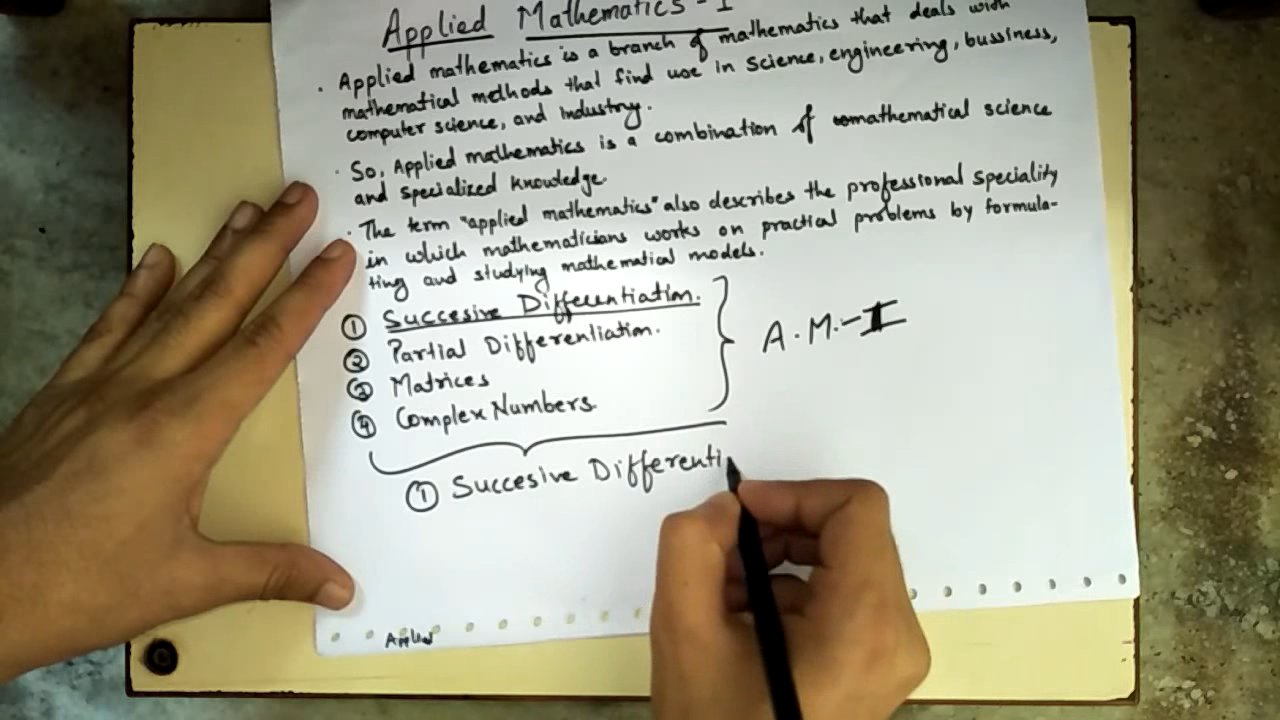 Applied Mathematics - I
• Applied mathematics is a branch of mathematics that deals with
mathematical methods that find use in science, engineering, bussiness,
computer science, and industry.
• So, Applied mathematics is a combination of mathematical science
and specialized knowledge.
• The term "applied mathematics" also describes the professional speciality
in which mathematicians works on practical problems by formula-
ting and studying mathematical models.
① Succesive Differentiation.
② Partial Differentiation.
③ Matrices
④ Complex Numbers.
A.M.-I
① Succesive Differenti